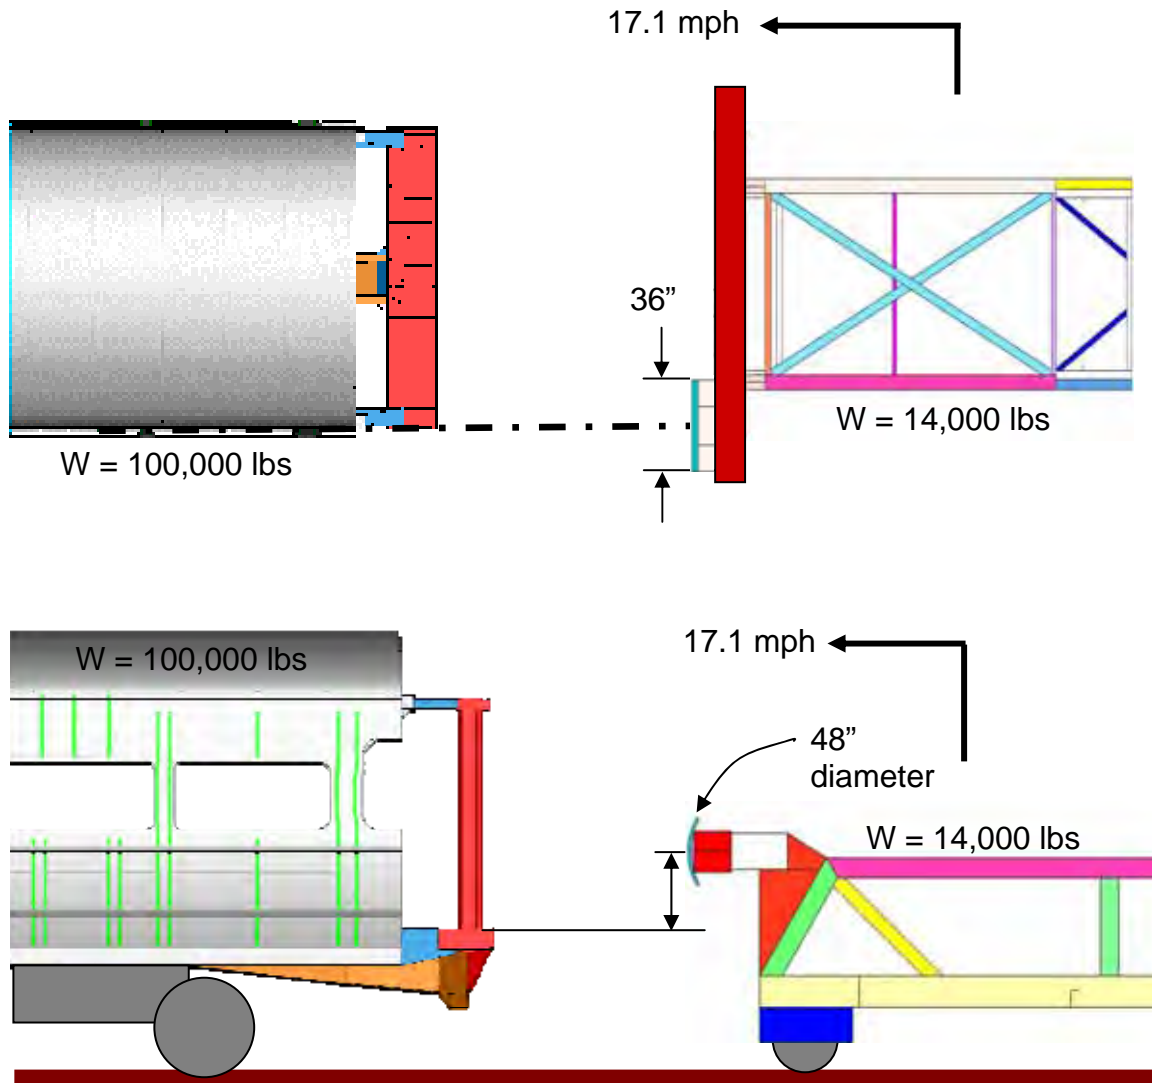 17.1 mph
36”
W = 14,000 lbs
W = 100,000 lbs
W = 100,000 lbs
17.1 mph
48”
diameter
W = 14,000 lbs